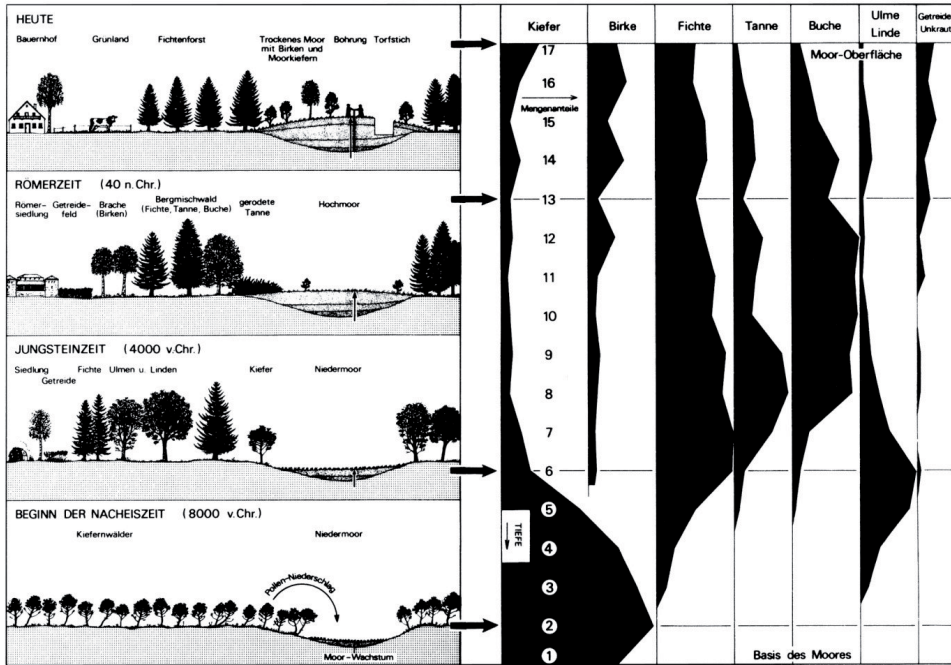 HEUTE
Bauernhof Grünland Fichtenforst Trockenes Moor mit Birken und Moorkiefern Bohrung Torfstich
RÖMERZEIT (40 n.Chr.)
Römer-siedlung Getreide-feld Brache (Birken) Bergmischwald (Fichte, Tanne, Buche) gerodete Tanne Hochmoor
JUNGSTEINZEIT (4000 v.Chr.)
Siedlung Fichte Ulmen u. Linden Kiefer Niedermoor
Getreide
BEGINN DER NACHEISZEIT (8000 v.Chr.)
Kiefernwälder Niedermoor
Pollen-Niederschlag
Moor-Wachstum
Kiefer Birke Fichte Tanne Buche Ulme Linde Getreide Unkraut
17 Moor-Oberfläche
16
Mengenanteile
15
14
13
12
11
10
9
8
7
6
5
TIEFE
4
3
2
1 Basis des Moores